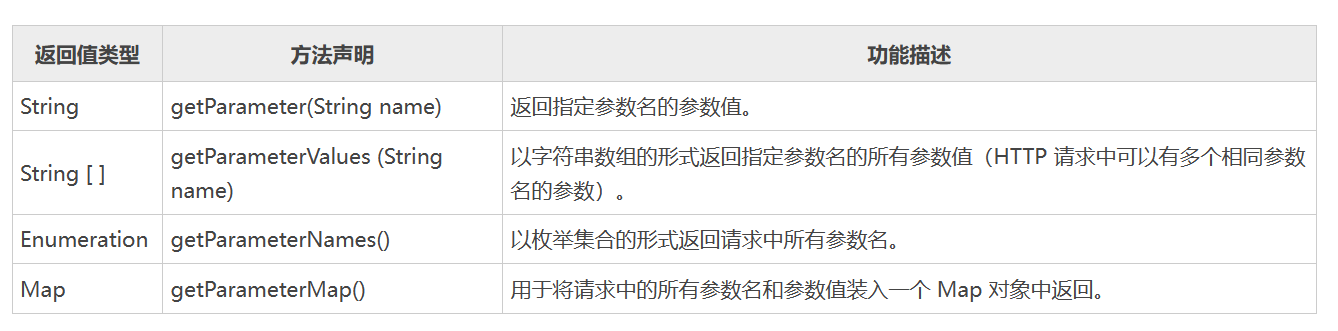 返回值类型 方法声明 功能描述
String getParameter(String name) 返回指定参数名的参数值。
String [ ] getParameterValues (String name) 以字符串数组的形式返回指定参数名的所有参数值（HTTP 请求中可以有多个相同参数名的参数）。
Enumeration getParameterNames() 以枚举集合的形式返回请求中所有参数名。
Map getParameterMap() 用于将请求中的所有参数名和参数值装入一个 Map 对象中返回。